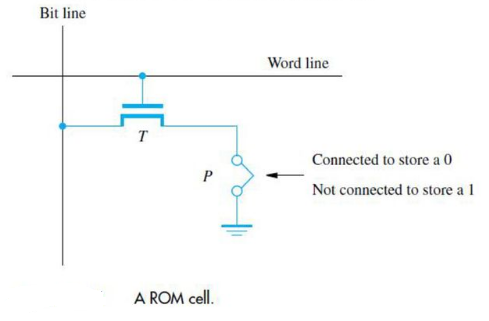 Bit line
Word line
T
P
Connected to store a 0
Not connected to store a 1
A ROM cell.